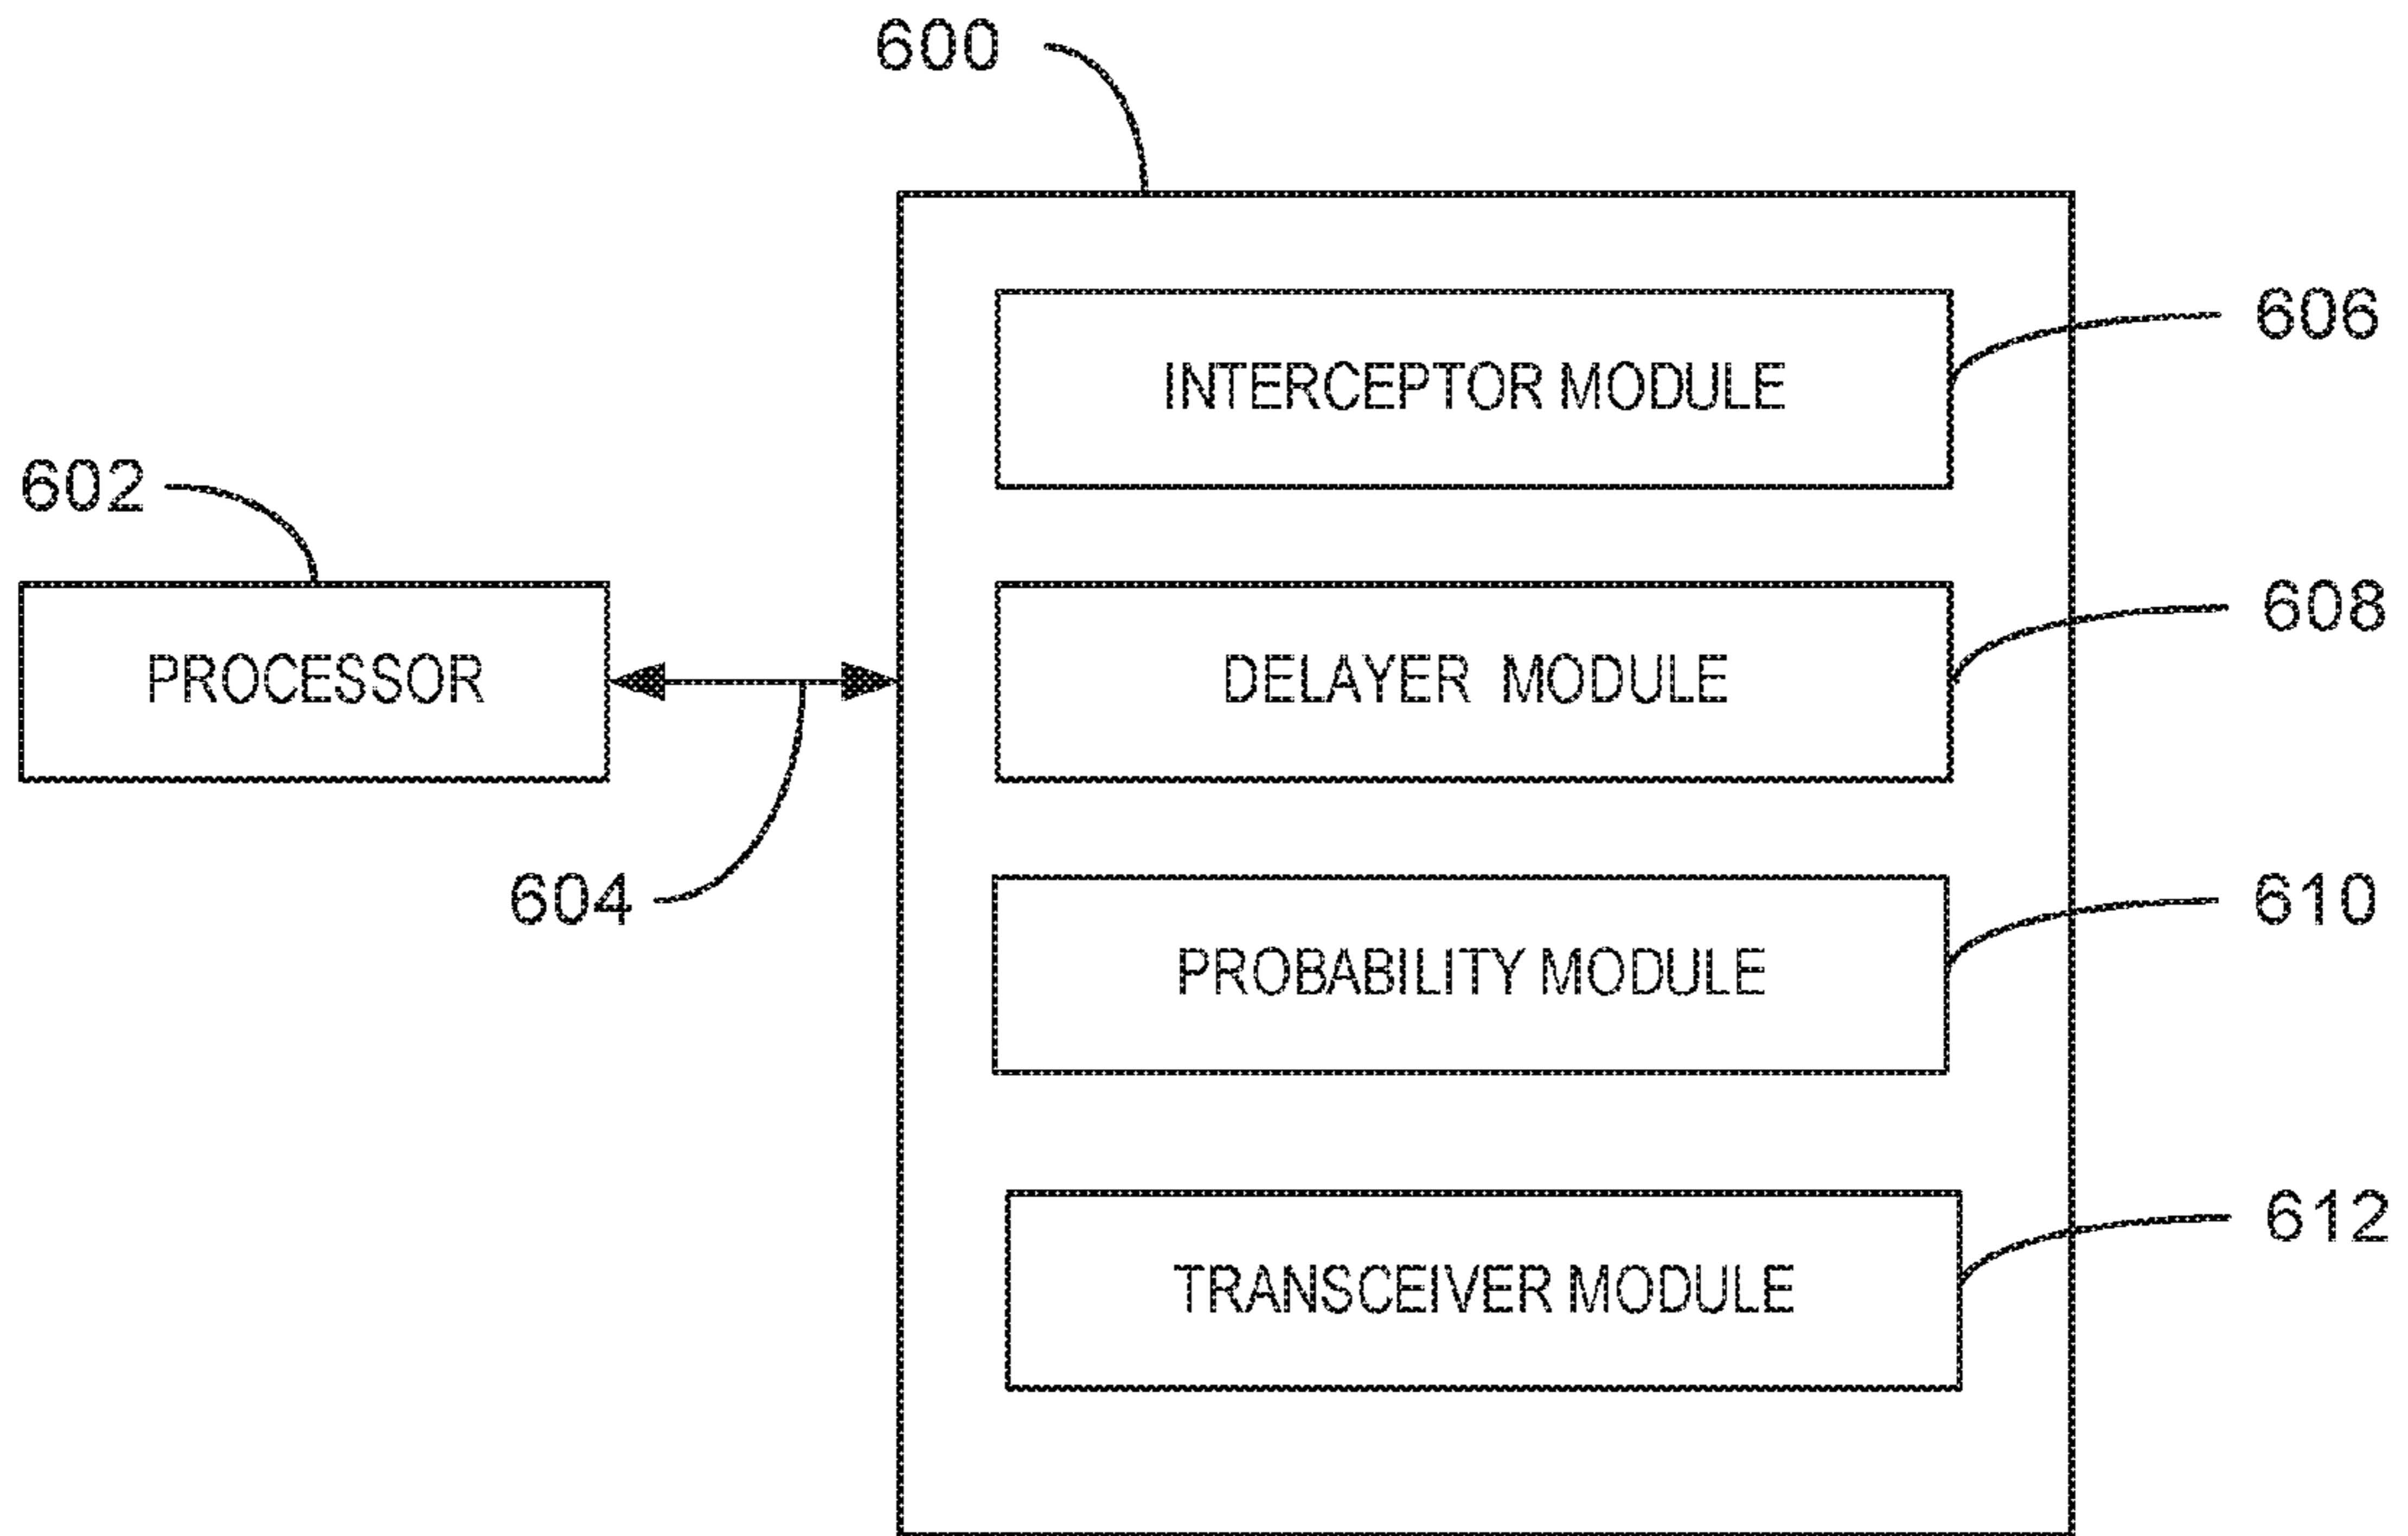 600
INTERCEPTOR MODULE
606
602
PROCESSOR
DELAYER MODULE
608
604
PROBABILITY MODULE
610
TRANSCEIVER MODULE
612